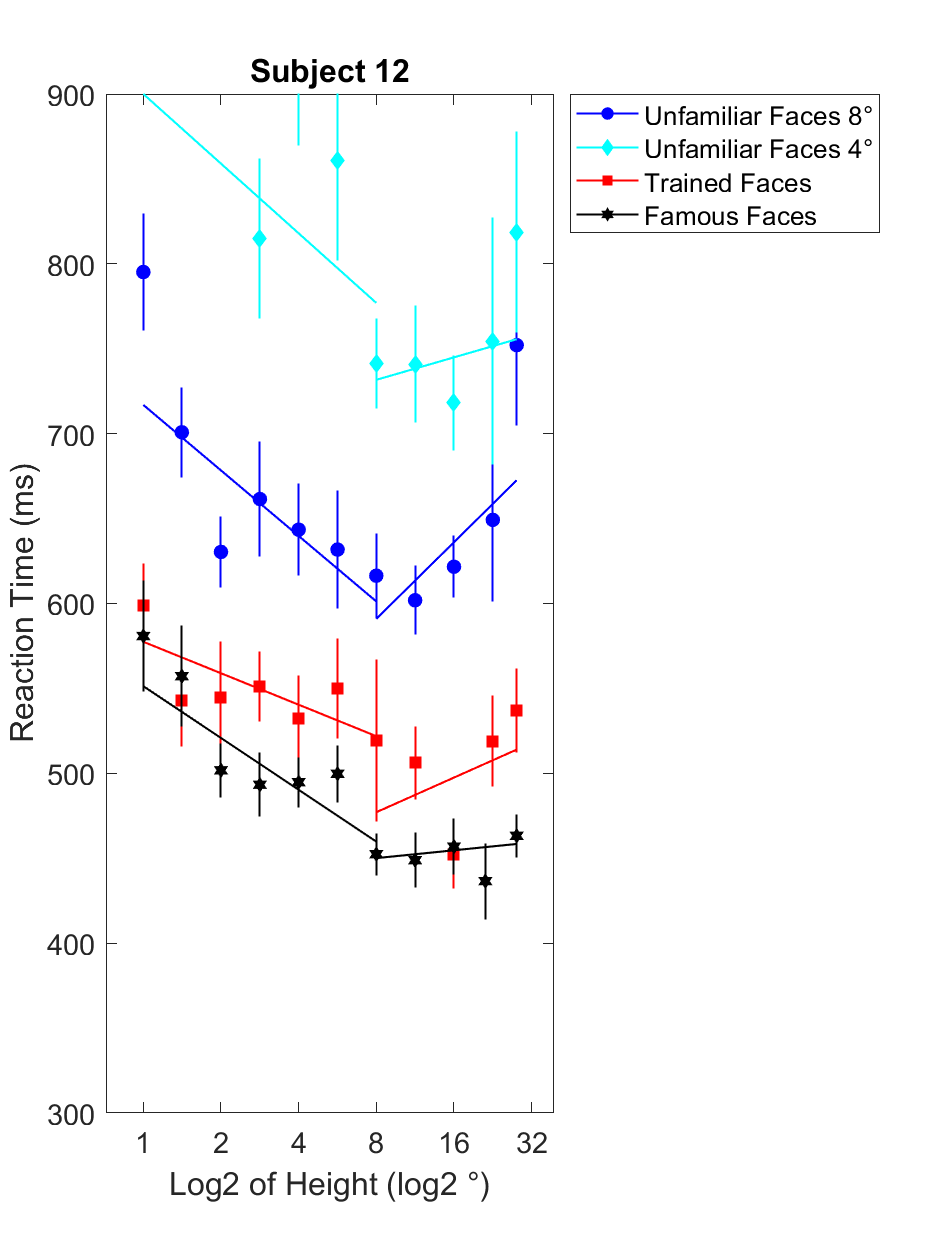 Subject 12
900
800
700
600
500
400
300
Reaction Time (ms)
1 2 4 8 16 32
Log2 of Height (log2 °)
Unfamiliar Faces 8°
Unfamiliar Faces 4°
Trained Faces
Famous Faces